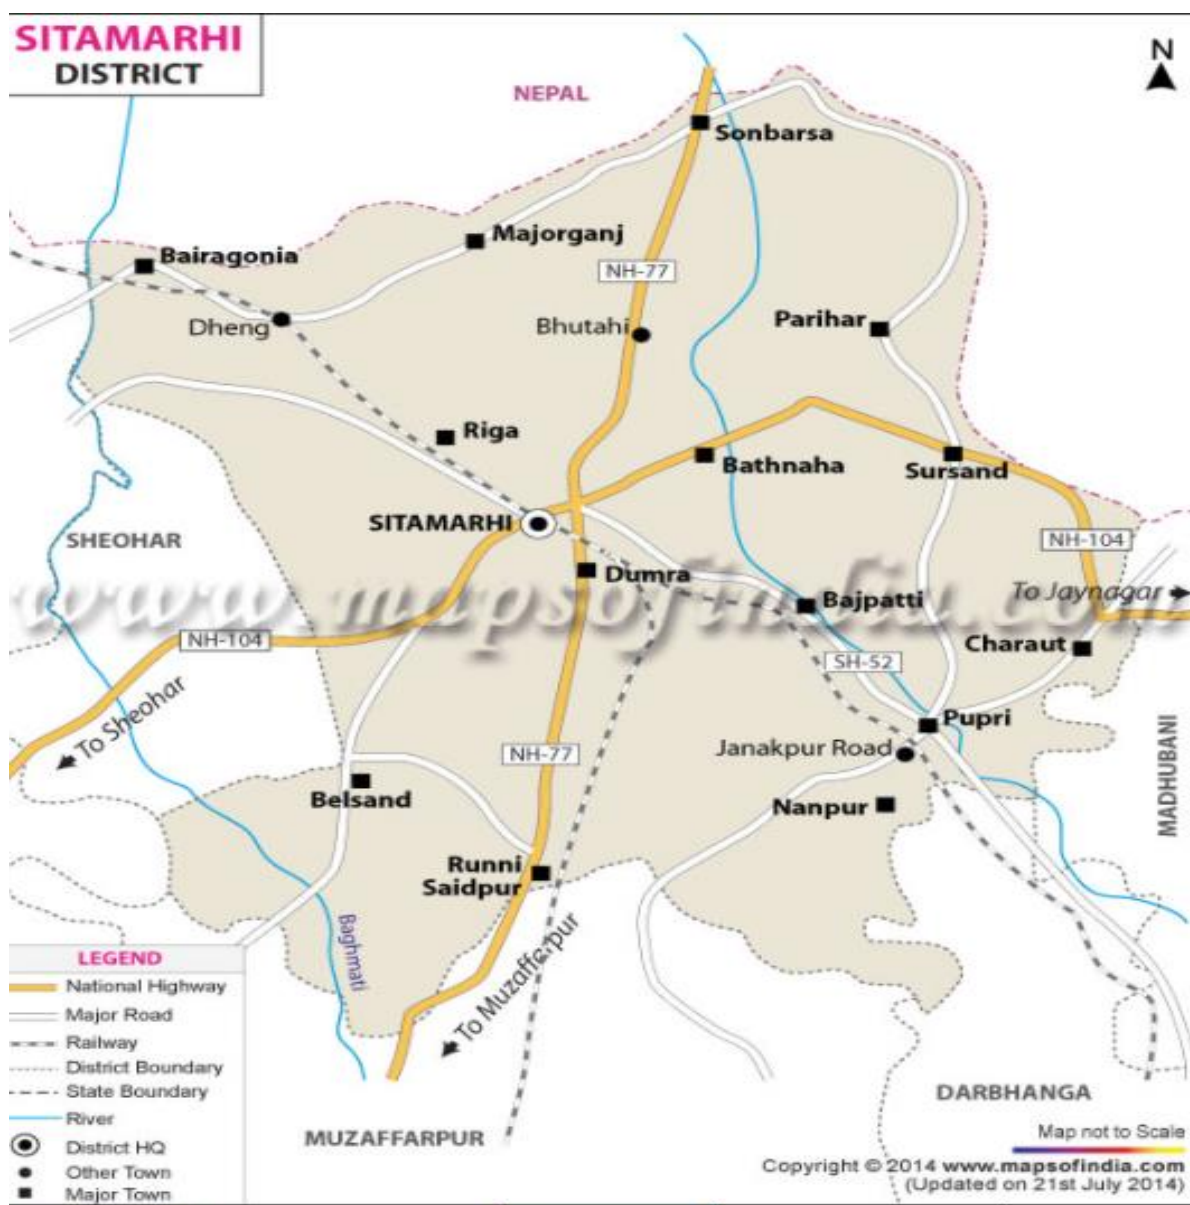 SITAMARHI
DISTRICT
N
NEPAL
Sonbarsa
Majorganj
Bairagonia
NH-77
Dheng
Bhutahi
Parihar
Riga
Bathnaha
Sursand
SITAMARHI
SHEOHAR
NH-104
Dumra
www.mapsofindia.com
To Jaynagar
Bajpatti
NH-104
Charaut
SH-52
To Sheohar
Pupri
Janakpur Road
NH-77
MADHUBANI
Belsand
Nanpur
Runni
Saidpur
Baghmati
To Muzaffarpur
LEGEND
National Highway
Major Road
Railway
District Boundary
State Boundary
River
District HQ
Other Town
Major Town
DARBHANGA
MUZAFFARPUR
Map not to Scale
Copyright © 2014 www.mapsofindia.com
(Updated on 21st July 2014)